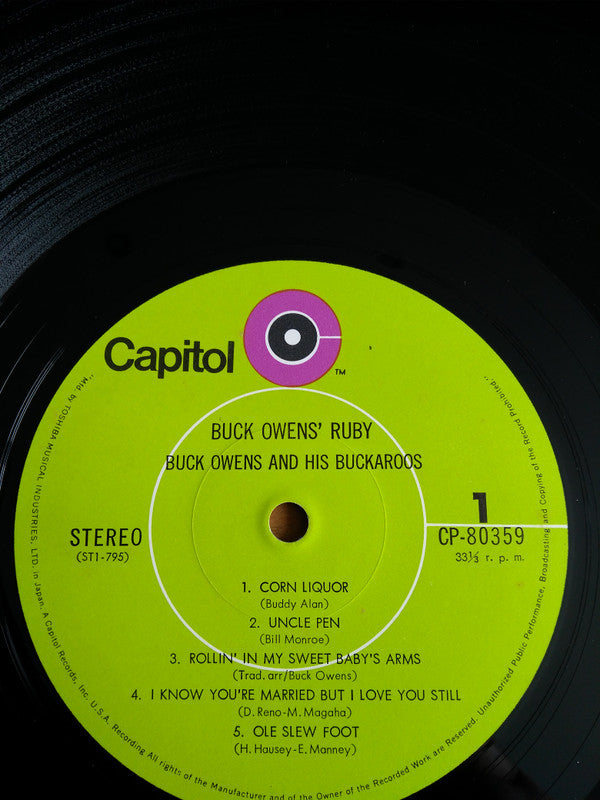 Capitol
TM
BUCK OWENS' RUBY
BUCK OWENS AND HIS BUCKAROOS
1
STEREO
(ST1-795)
CP-80359
33⅓ r. p. m.
1. CORN LIQUOR
(Buddy Alan)
2. UNCLE PEN
(Bill Monroe)
3. ROLLIN' IN MY SWEET BABY'S ARMS
(Trad. arr/Buck Owens)
4. I KNOW YOU'RE MARRIED BUT I LOVE YOU STILL
(D. Reno-M. Magaha)
5. OLE SLEW FOOT
(H. Hausey-E. Manney)
"Mfd. by TOSHIBA MUSICAL INDUSTRIES, LTD. in Japan. A Capitol Records, Inc. U.S.A. Recording All rights of the Manufacturer and of the Owner of the Recorded Work are Reserved. Unauthorized Public Performance, Broadcasting and Copying of the Record Prohibited"